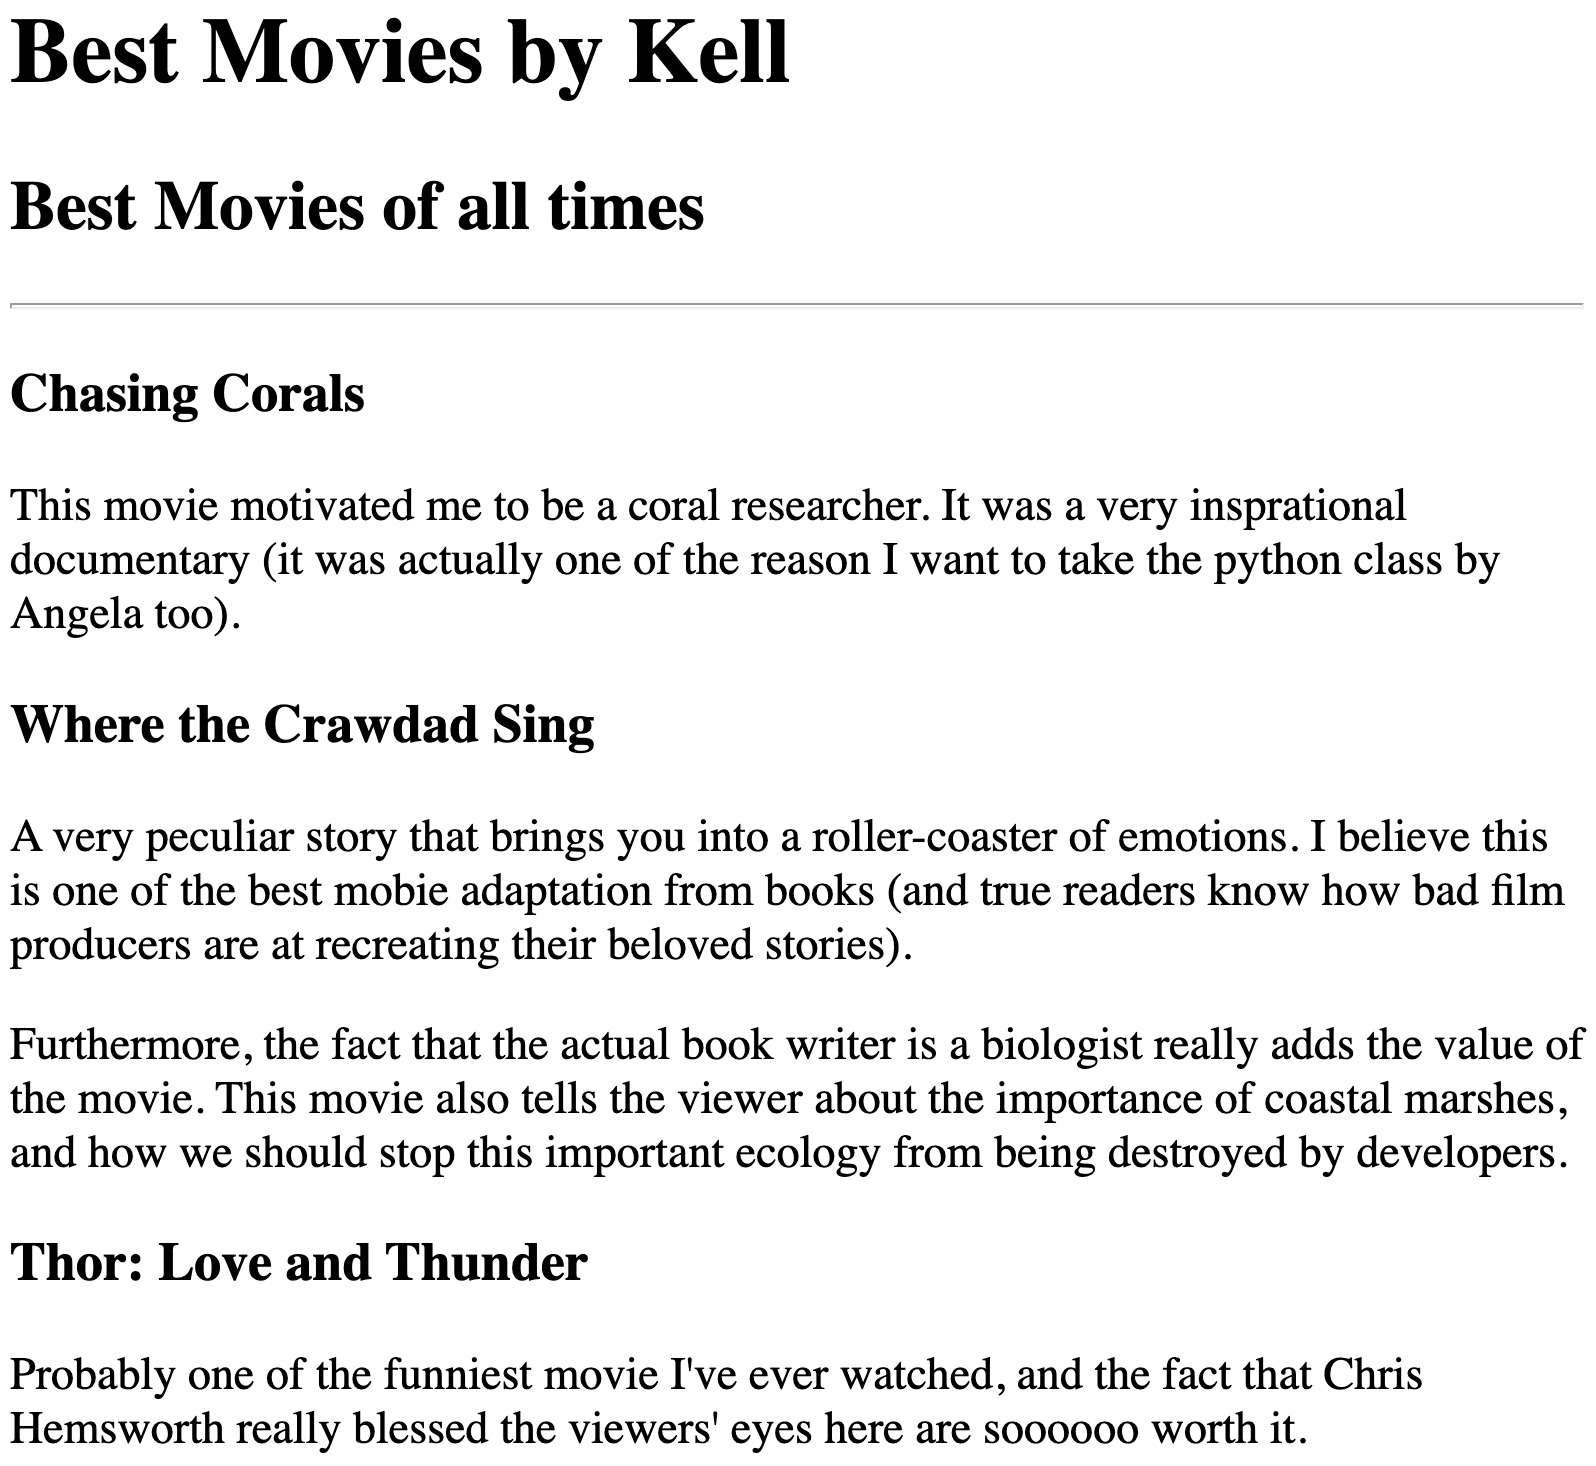 Best Movies by Kell
Best Movies of all times
Chasing Corals
This movie motivated me to be a coral researcher. It was a very insprational
documentary (it was actually one of the reason I want to take the python class by
Angela too).
Where the Crawdad Sing
A very peculiar story that brings you into a roller-coaster of emotions. I believe this
is one of the best mobie adaptation from books (and true readers know how bad film
producers are at recreating their beloved stories).
Furthermore, the fact that the actual book writer is a biologist really adds the value of
the movie. This movie also tells the viewer about the importance of coastal marshes,
and how we should stop this important ecology from being destroyed by developers.
Thor: Love and Thunder
Probably one of the funniest movie I've ever watched, and the fact that Chris
Hemsworth really blessed the viewers' eyes here are soooooo worth it.